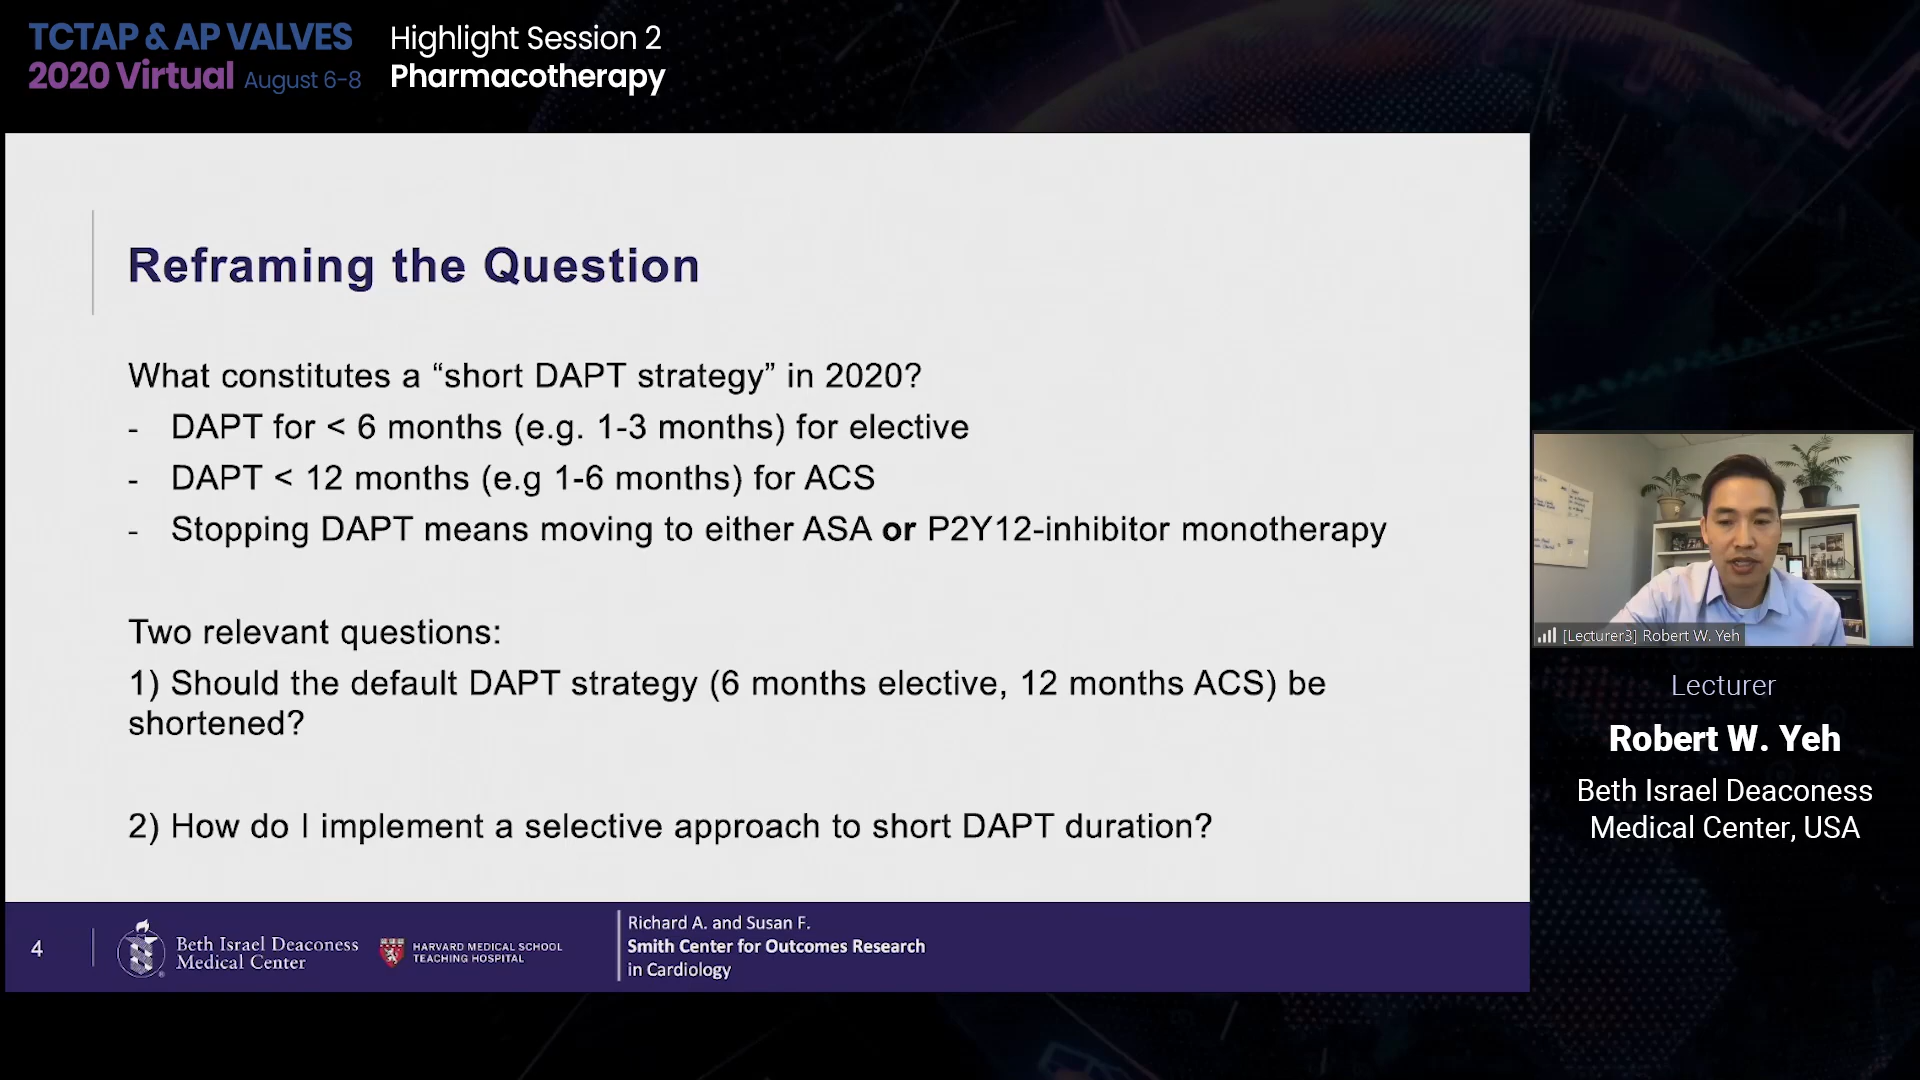 TCTAP & AP VALVES
2020 Virtual August 6-8
Highlight Session 2
Pharmacotherapy
Reframing the Question
What constitutes a “short DAPT strategy” in 2020?
- DAPT for < 6 months (e.g. 1-3 months) for elective
- DAPT < 12 months (e.g 1-6 months) for ACS
- Stopping DAPT means moving to either ASA or P2Y12-inhibitor monotherapy
Two relevant questions:
1) Should the default DAPT strategy (6 months elective, 12 months ACS) be
shortened?
2) How do I implement a selective approach to short DAPT duration?
4
Beth Israel Deaconess
Medical Center
HARVARD MEDICAL SCHOOL
TEACHING HOSPITAL
Richard A. and Susan F.
Smith Center for Outcomes Research
in Cardiology
[Lecturer3] Robert W. Yeh
Lecturer
Robert W. Yeh
Beth Israel Deaconess
Medical Center, USA